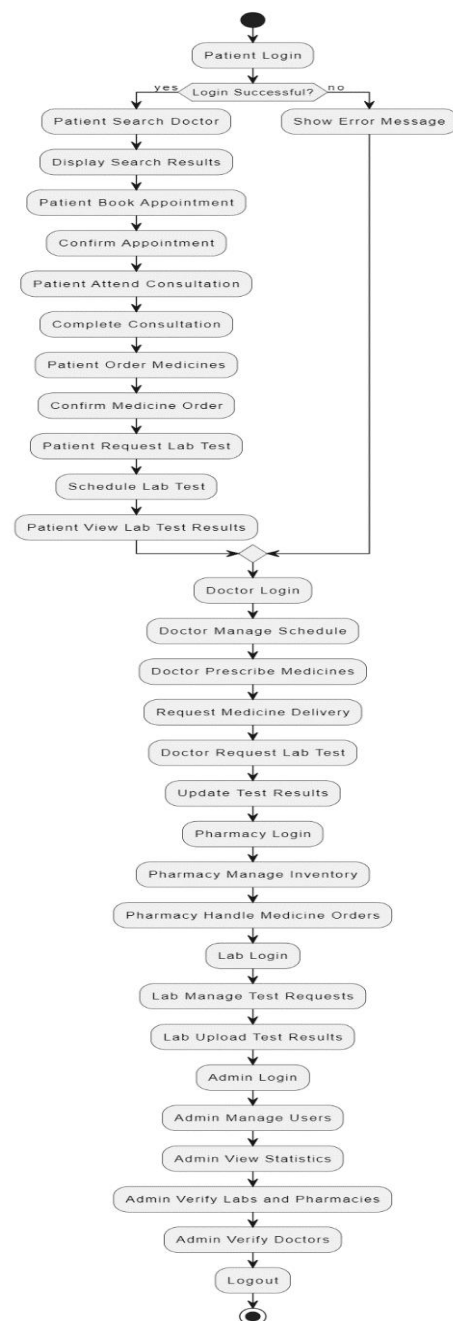 Patient Login
yes
Login Successful?
no
Patient Search Doctor
Show Error Message
Display Search Results
Patient Book Appointment
Confirm Appointment
Patient Attend Consultation
Complete Consultation
Patient Order Medicines
Confirm Medicine Order
Patient Request Lab Test
Schedule Lab Test
Patient View Lab Test Results
Doctor Login
Doctor Manage Schedule
Doctor Prescribe Medicines
Request Medicine Delivery
Doctor Request Lab Test
Update Test Results
Pharmacy Login
Pharmacy Manage Inventory
Pharmacy Handle Medicine Orders
Lab Login
Lab Manage Test Requests
Lab Upload Test Results
Admin Login
Admin Manage Users
Admin View Statistics
Admin Verify Labs and Pharmacies
Admin Verify Doctors
Logout